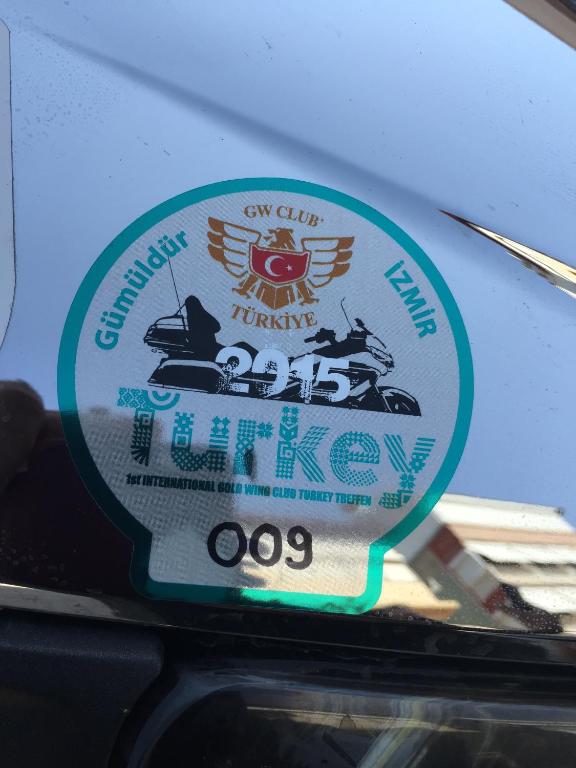 GW CLUB
Gümüldür
İZMİR
TÜRKİYE
2015
Turkey
1st INTERNATIONAL GOLD WING CLUB TURKEY TREFFEN
009